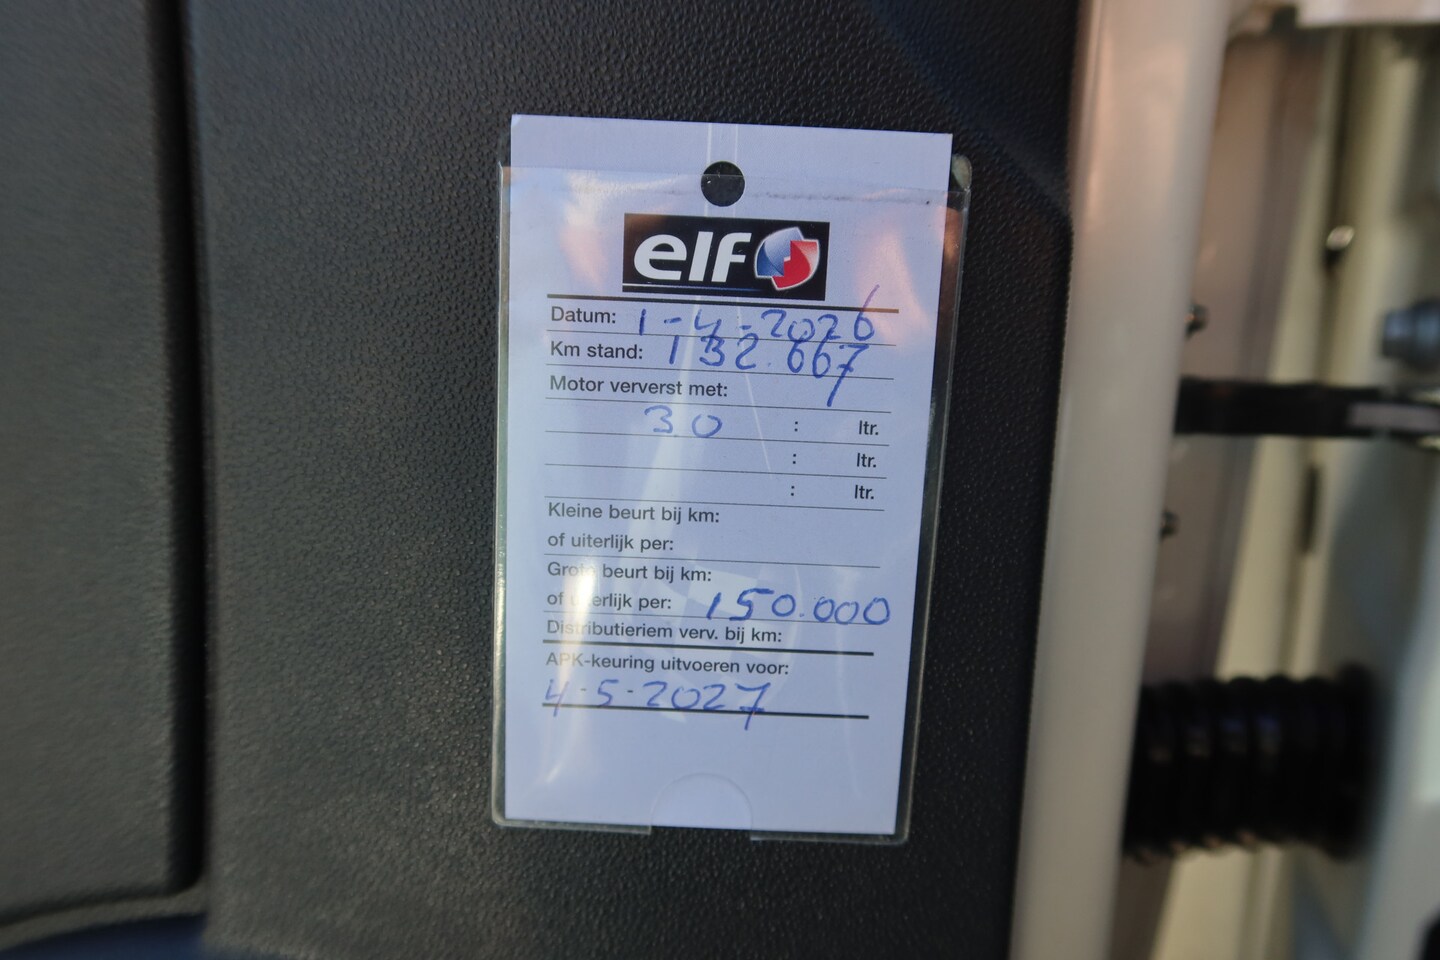 elf
Datum: 1-4-2026
Km stand: 132.667
Motor ververst met:
30 : ltr.
: ltr.
: ltr.
Kleine beurt bij km:
of uiterlijk per:
Grote beurt bij km:
of uiterlijk per: 150.000
Distributieriem verv. bij km:
APK-keuring uitvoeren voor:
4-5-2027